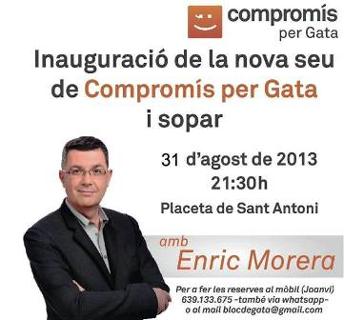 compromís
per Gata
Inauguració de la nova seu
de Compromís per Gata
i sopar
31 d'agost de 2013
21:30h
Placeta de Sant Antoni
amb
Enric Morera
Per a fer les reserves al mòbil (Joanvi)
639.133.675 -també via whatsapp-
o al mail blocdegata@gmail.com